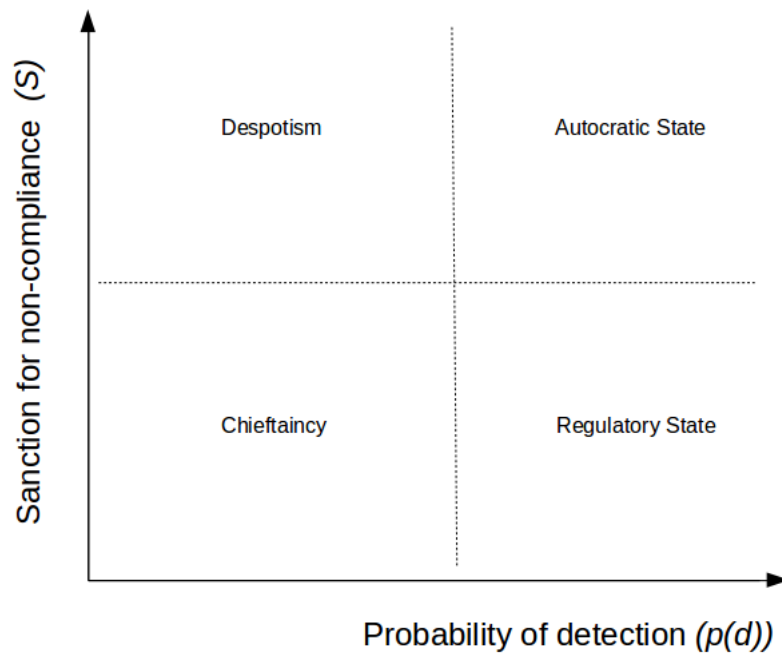 Sanction for non-compliance (S)
Despotism
Autocratic State
Chieftaincy
Regulatory State
Probability of detection (p(d))